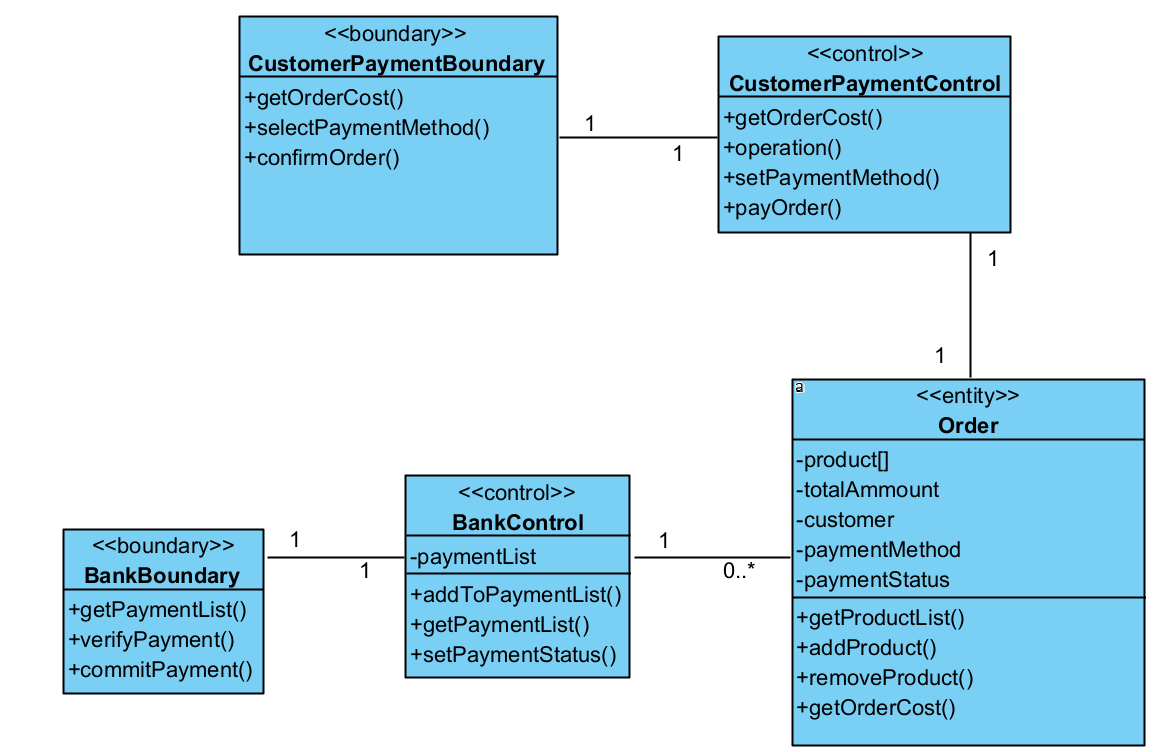 <<boundary>>
CustomerPaymentBoundary
+getOrderCost()
+selectPaymentMethod()
+confirmOrder()
1
1
<<control>>
CustomerPaymentControl
+getOrderCost()
+operation()
+setPaymentMethod()
+payOrder()
1
1
a
<<entity>>
Order
-product[]
-totalAmmount
-customer
-paymentMethod
-paymentStatus
+getProductList()
+addProduct()
+removeProduct()
+getOrderCost()
<<control>>
BankControl
-paymentList
+addToPaymentList()
+getPaymentList()
+setPaymentStatus()
1
0..*
<<boundary>>
BankBoundary
+getPaymentList()
+verifyPayment()
+commitPayment()
1
1